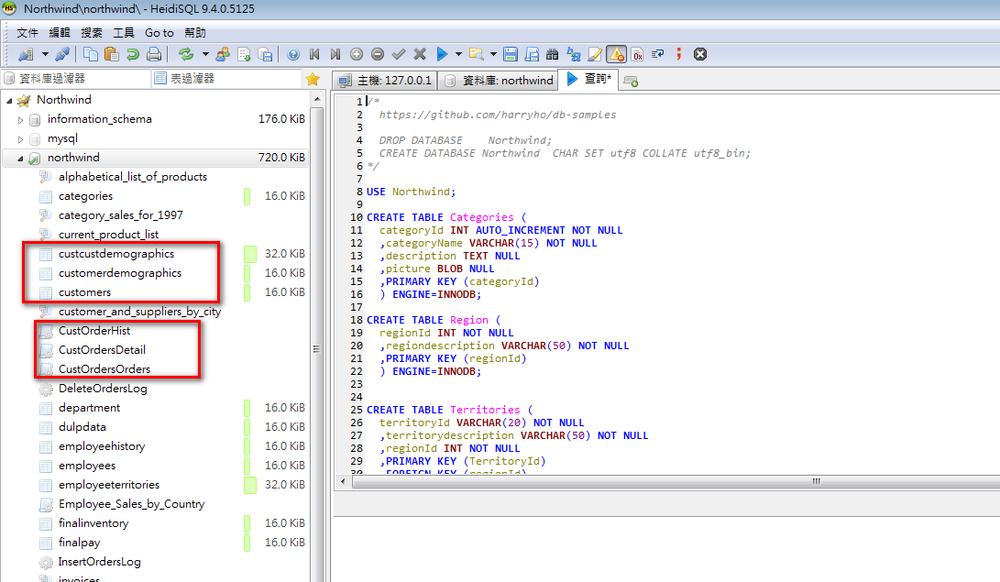 Northwind\northwind\ - HeidiSQL 9.4.0.5125
文件 編輯 搜索 工具 Go to 幫助
資料庫過濾器 表過濾器
主機: 127.0.0.1 資料庫: northwind 查詢*
Northwind
information_schema 176.0 KiB
mysql
northwind 720.0 KiB
alphabetical_list_of_products
categories 16.0 KiB
category_sales_for_1997
current_product_list
custcustdemographics 32.0 KiB
customerdemographics 16.0 KiB
customers 16.0 KiB
customer_and_suppliers_by_city
CustOrderHist
CustOrdersDetail
CustOrdersOrders
DeleteOrdersLog
department 16.0 KiB
dulpdata 16.0 KiB
employeehistory 16.0 KiB
employees 16.0 KiB
employeeterritories 32.0 KiB
Employee_Sales_by_Country
finalinventory 16.0 KiB
finalpay 16.0 KiB
InsertOrdersLog
invoices
1 /*
2 https://github.com/harryho/db-samples
3
4 DROP DATABASE Northwind;
5 CREATE DATABASE Northwind CHAR SET utf8 COLLATE utf8_bin;
6 */
7
8 USE Northwind;
9
10 CREATE TABLE Categories (
11 categoryId INT AUTO_INCREMENT NOT NULL
12 ,categoryName VARCHAR(15) NOT NULL
13 ,description TEXT NULL
14 ,picture BLOB NULL
15 ,PRIMARY KEY (categoryId)
16 ) ENGINE=INNODB;
17
18 CREATE TABLE Region (
19 regionId INT NOT NULL
20 ,regiondescription VARCHAR(50) NOT NULL
21 ,PRIMARY KEY (regionId)
22 ) ENGINE=INNODB;
23
24
25 CREATE TABLE Territories (
26 territoryId VARCHAR(20) NOT NULL
27 ,territorydescription VARCHAR(50) NOT NULL
28 ,regionId INT NOT NULL
29 ,PRIMARY KEY (TerritoryId)
30 ,FOREIGN KEY (regionId)